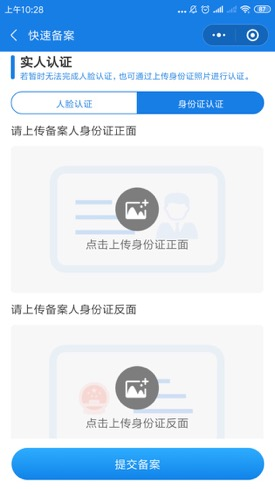 上午10:28
87
快速备案
实人认证
若暂时无法完成人脸认证,也可通过上传身份证照片进行认证。
人脸认证
身份证认证
请上传备案人身份证正面
点击上传身份证正面
请上传备案人身份证反面
点击上传身份证反面
提交备案